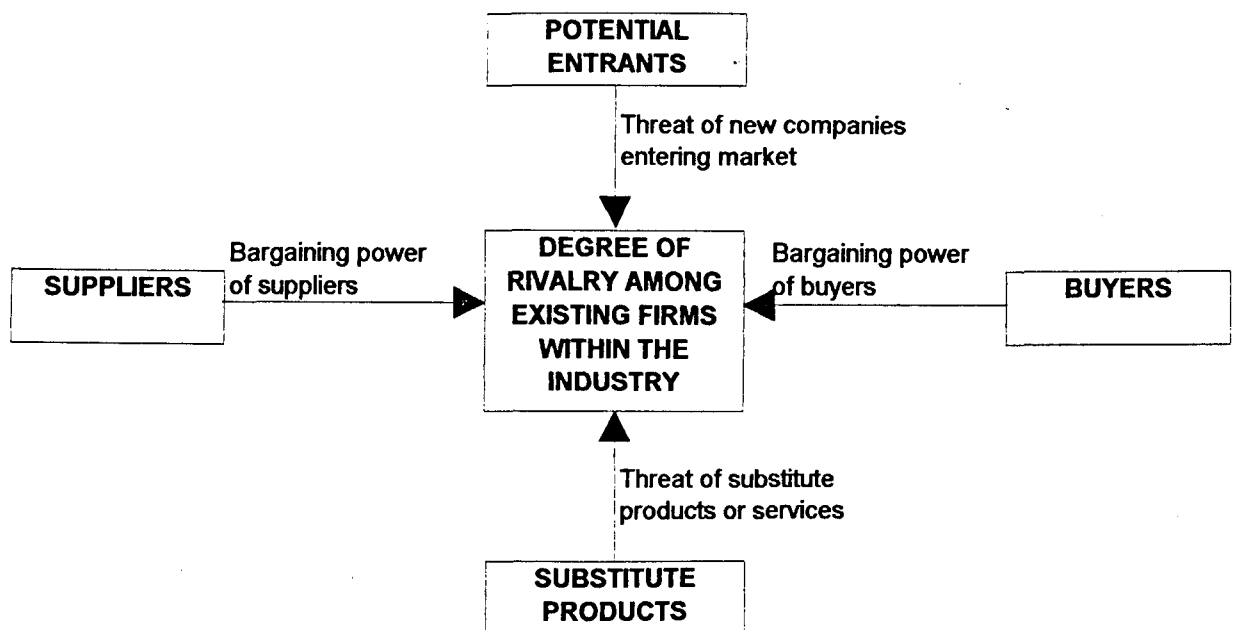 POTENTIAL
ENTRANTS
Threat of new companies
entering market
SUPPLIERS
Bargaining power
of suppliers
DEGREE OF
RIVALRY AMONG
EXISTING FIRMS
WITHIN THE
INDUSTRY
Bargaining power
of buyers
BUYERS
Threat of substitute
products or services
SUBSTITUTE
PRODUCTS